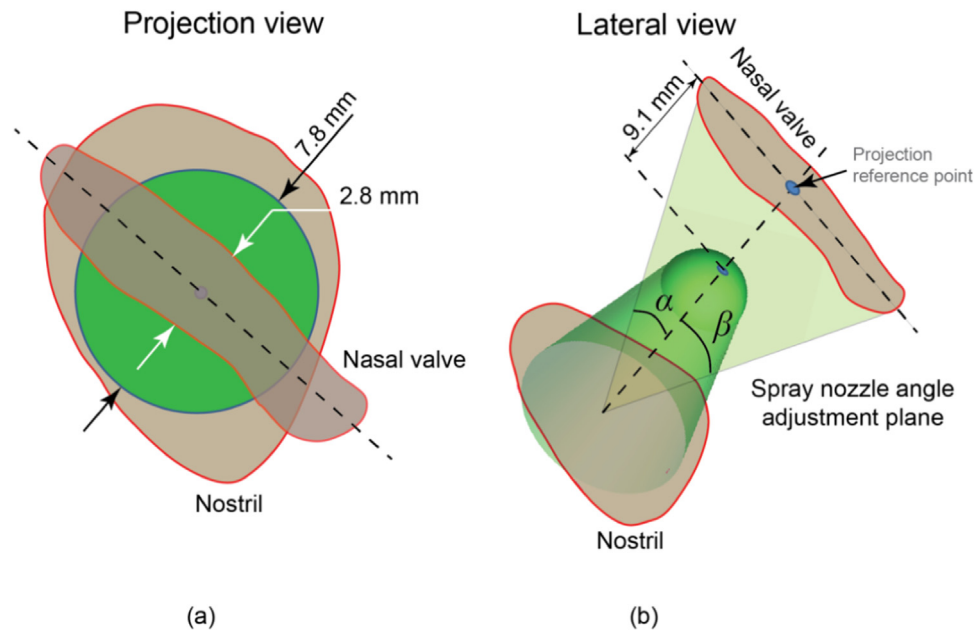 Projection view
7.8 mm
2.8 mm
Nasal valve
Nostril
(a)
Lateral view
9.1 mm
Nasal valve I
Projection
reference point
α
β
Spray nozzle angle
adjustment plane
Nostril
(b)